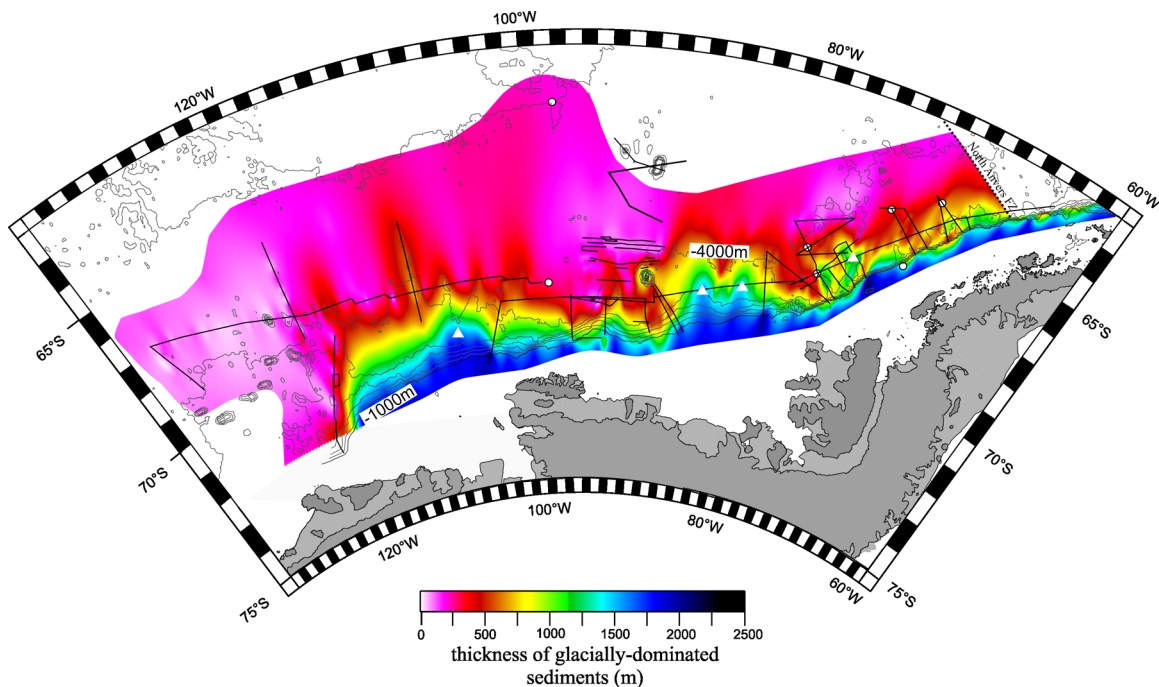 100°W
80°W
120°W
60°W
North Anvers FZ
-4000m
65°S
65°S
-1000m
70°S
70°S
100°W
80°W
120°W
60°W
75°S
75°S
0 500 1000 1500 2000 2500
thickness of glacially-dominated
sediments (m)